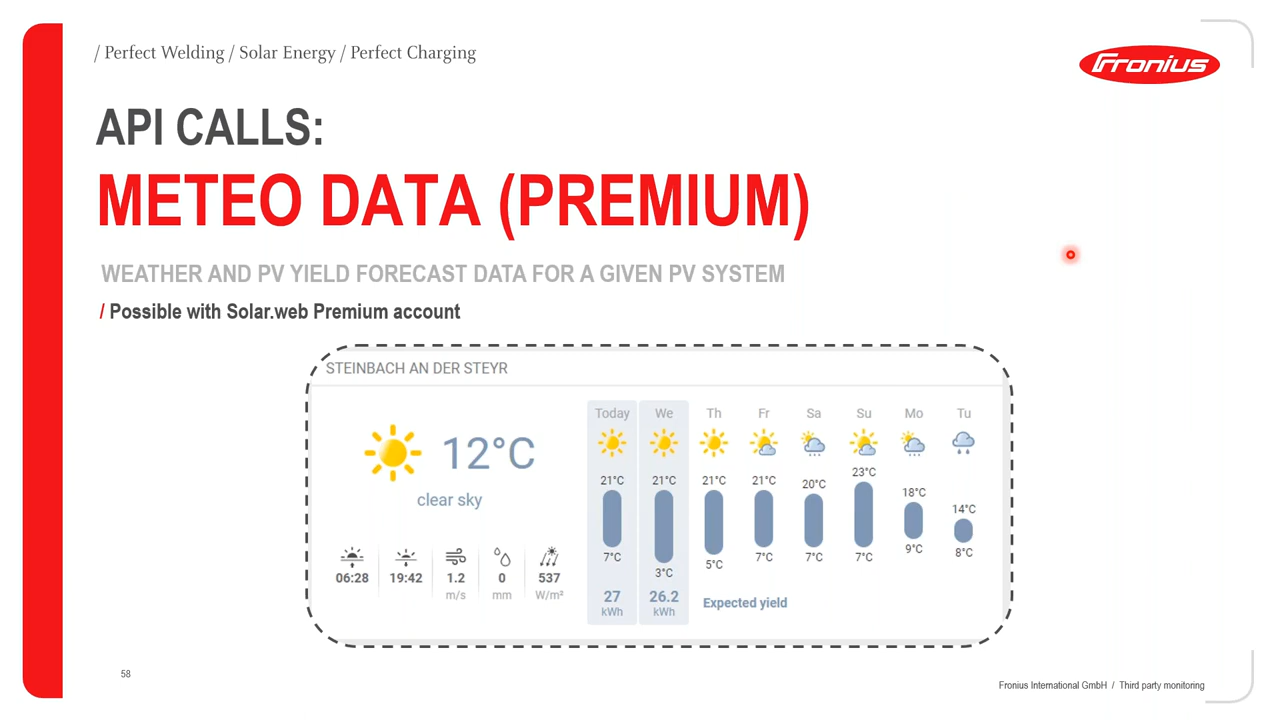 / Perfect Welding / Solar Energy / Perfect Charging
Fronius
API CALLS:
METEO DATA (PREMIUM)
WEATHER AND PV YIELD FORECAST DATA FOR A GIVEN PV SYSTEM
/ Possible with Solar.web Premium account
STEINBACH AN DER STEYR
12°C
clear sky
06:28 19:42 1.2 0 537
m/s mm W/m²
Today We Th Fr Sa Su Mo Tu
21°C 21°C 21°C 21°C 20°C 23°C 18°C 14°C
7°C 3°C 5°C 7°C 7°C 7°C 9°C 8°C
27 26.2 Expected yield
kWh kWh
58
Fronius International GmbH / Third party monitoring